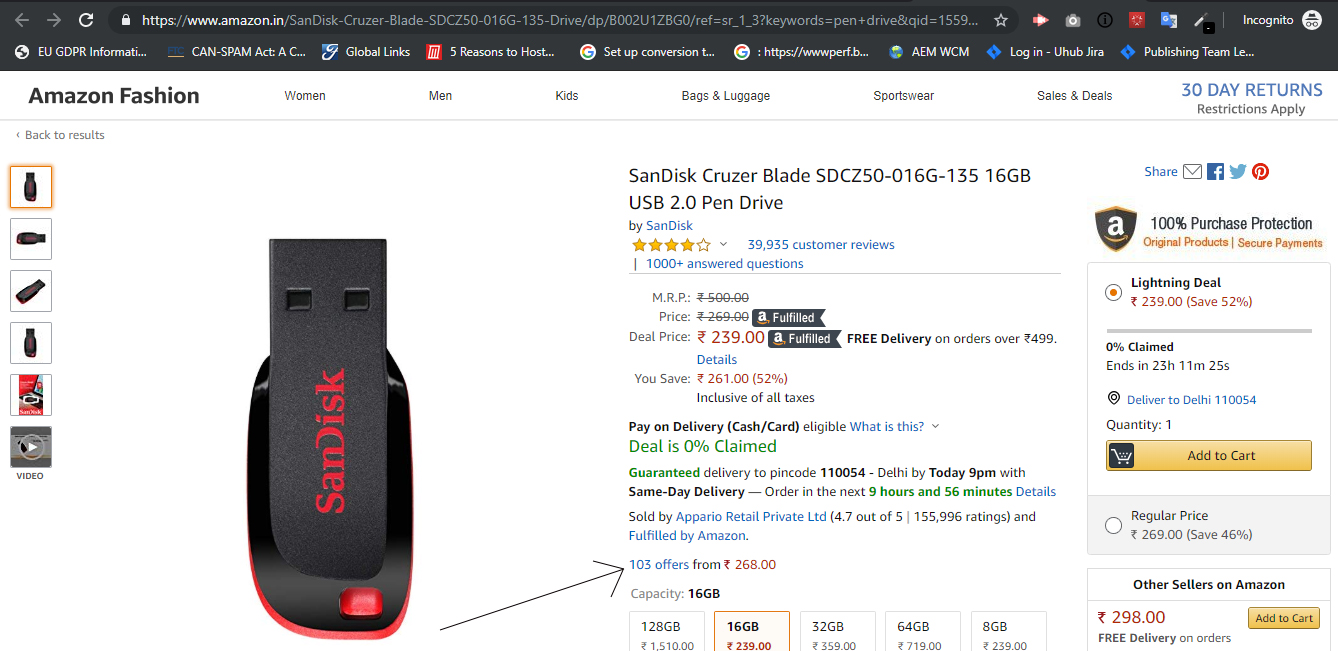 https://www.amazon.in/SanDisk-Cruzer-Blade-SDCZ50-016G-135-Drive/dp/B002U1ZBG0/ref=sr_1_3?keywords=pen+drive&qid=1559...
Incognito
EU GDPR Informati...
FTC
CAN-SPAM Act: A C...
Global Links
5 Reasons to Host...
Set up conversion t...
: https://wwwperf.b...
AEM WCM
Log in - Uhub Jira
Publishing Team Le...
Amazon Fashion
Women
Men
Kids
Bags & Luggage
Sportswear
Sales & Deals
30 DAY RETURNS
Restrictions Apply
‹ Back to results
VIDEO
SanDisk
SanDisk Cruzer Blade SDCZ50-016G-135 16GB
USB 2.0 Pen Drive
by SanDisk
39,935 customer reviews
| 1000+ answered questions
M.R.P.: ₹ 500.00
Price: ₹ 269.00 a Fulfilled
Deal Price: ₹ 239.00 a Fulfilled FREE Delivery on orders over ₹499.
Details
You Save: ₹ 261.00 (52%)
Inclusive of all taxes
Pay on Delivery (Cash/Card) eligible What is this?
Deal is 0% Claimed
Guaranteed delivery to pincode 110054 - Delhi by Today 9pm with
Same-Day Delivery — Order in the next 9 hours and 56 minutes Details
Sold by Appario Retail Private Ltd (4.7 out of 5 | 155,996 ratings) and
Fulfilled by Amazon.
103 offers from ₹ 268.00
Capacity: 16GB
128GB
₹ 1,510.00
16GB
₹ 239.00
32GB
₹ 359.00
64GB
₹ 719.00
8GB
₹ 239.00
Share
a
100% Purchase Protection
Original Products | Secure Payments
Lightning Deal
₹ 239.00 (Save 52%)
0% Claimed
Ends in 23h 11m 25s
Deliver to Delhi 110054
Quantity: 1
Add to Cart
Regular Price
₹ 269.00 (Save 46%)
Other Sellers on Amazon
₹ 298.00
Add to Cart
FREE Delivery on orders